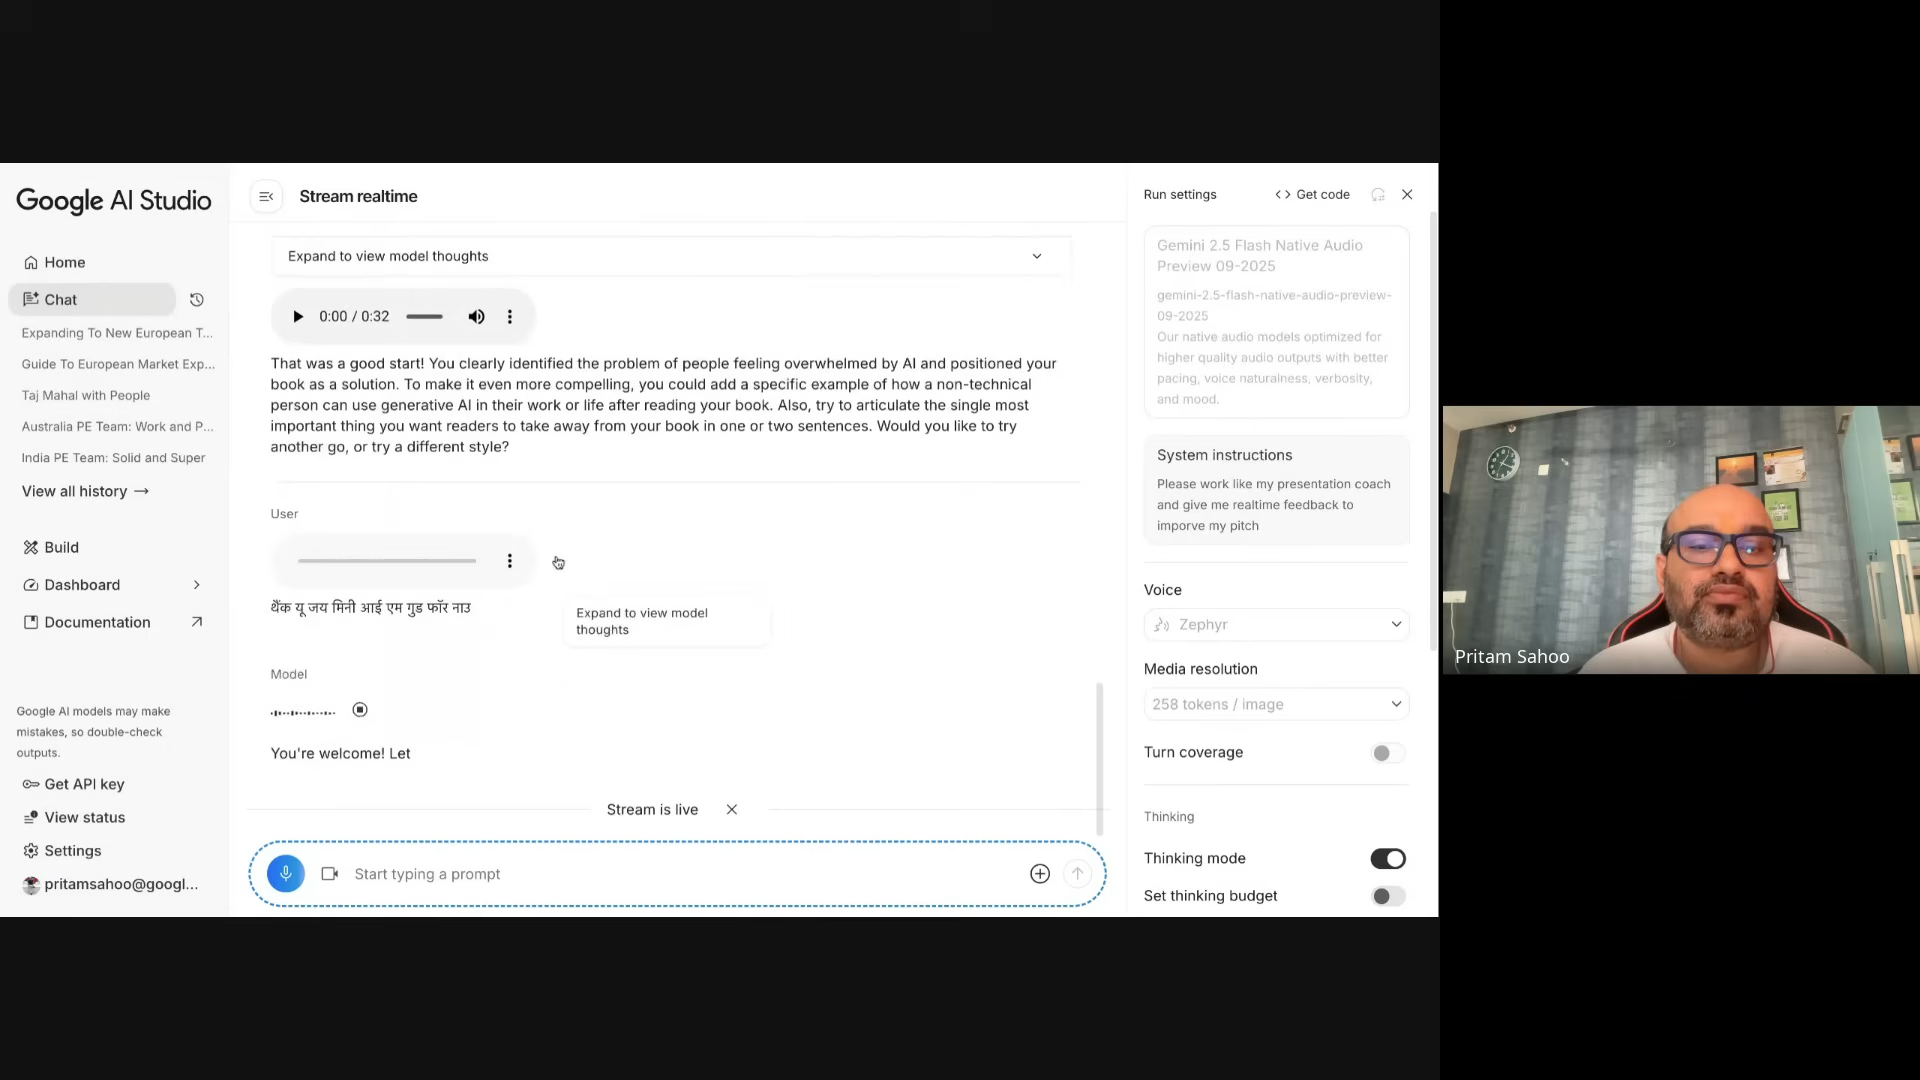 Google AI Studio
Home
Chat
Expanding To New European T...
Guide To European Market Exp...
Taj Mahal with People
Australia PE Team: Work and P...
India PE Team: Solid and Super
View all history →
Build
Dashboard
Documentation
Google AI models may make
mistakes, so double-check
outputs.
Get API key
View status
Settings
pritamsahoo@googl...
Stream realtime
Expand to view model thoughts
0:00 / 0:32
That was a good start! You clearly identified the problem of people feeling overwhelmed by AI and positioned your
book as a solution. To make it even more compelling, you could add a specific example of how a non-technical
person can use generative AI in their work or life after reading your book. Also, try to articulate the single most
important thing you want readers to take away from your book in one or two sentences. Would you like to try
another go, or try a different style?
User
थैंक यू जय मिनी आई एम गुड फॉर नाउ
Expand to view model
thoughts
Model
You're welcome! Let
Stream is live
Start typing a prompt
Run settings
<> Get code
Gemini 2.5 Flash Native Audio
Preview 09-2025
gemini-2.5-flash-native-audio-preview-
09-2025
Our native audio models optimized for
higher quality audio outputs with better
pacing, voice naturalness, verbosity,
and mood.
System instructions
Please work like my presentation coach
and give me realtime feedback to
imporve my pitch
Voice
Zephyr
Media resolution
258 tokens / image
Turn coverage
Thinking
Thinking mode
Set thinking budget
Pritam Sahoo